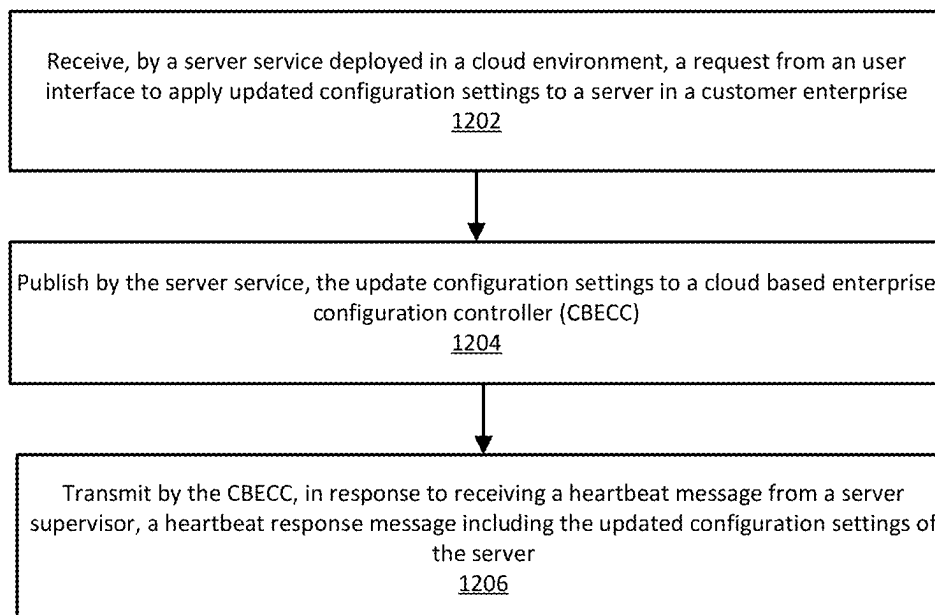 Receive, by a server service deployed in a cloud environment, a request from an user
interface to apply updated configuration settings to a server in a customer enterprise
1202
Publish by the server service, the update configuration settings to a cloud based enterprise
configuration controller (CBECC)
1204
Transmit by the CBECC, in response to receiving a heartbeat message from a server
supervisor, a heartbeat response message including the updated configuration settings of
the server
1206